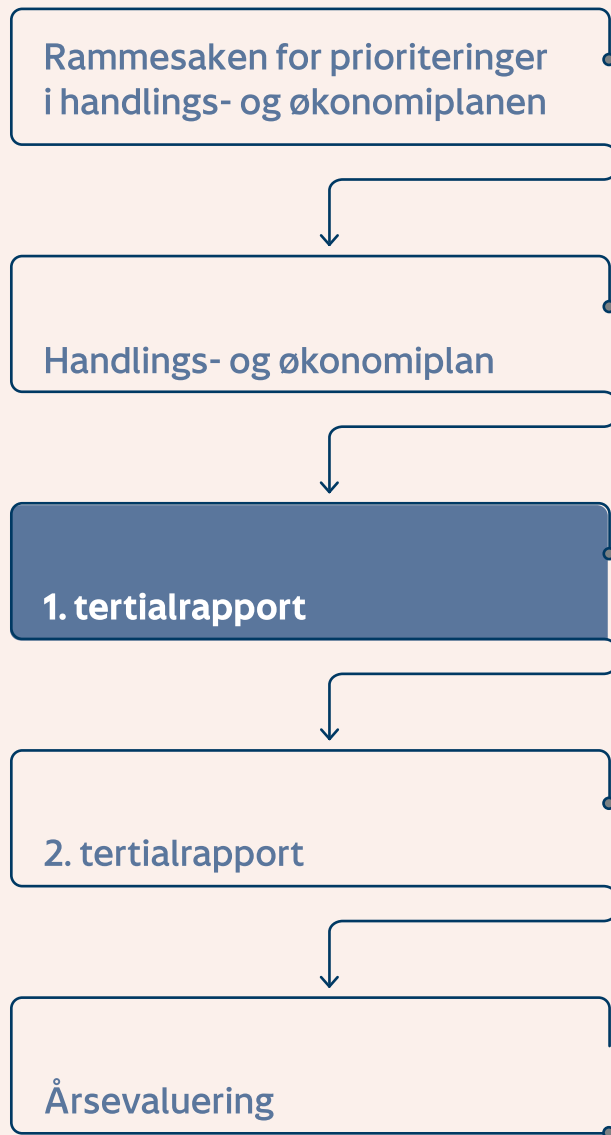 Rammesaken for prioriteringer
i handlings- og økonomiplanen
Handlings- og økonomiplan
1. tertialrapport
2. tertialrapport
Årsevaluering